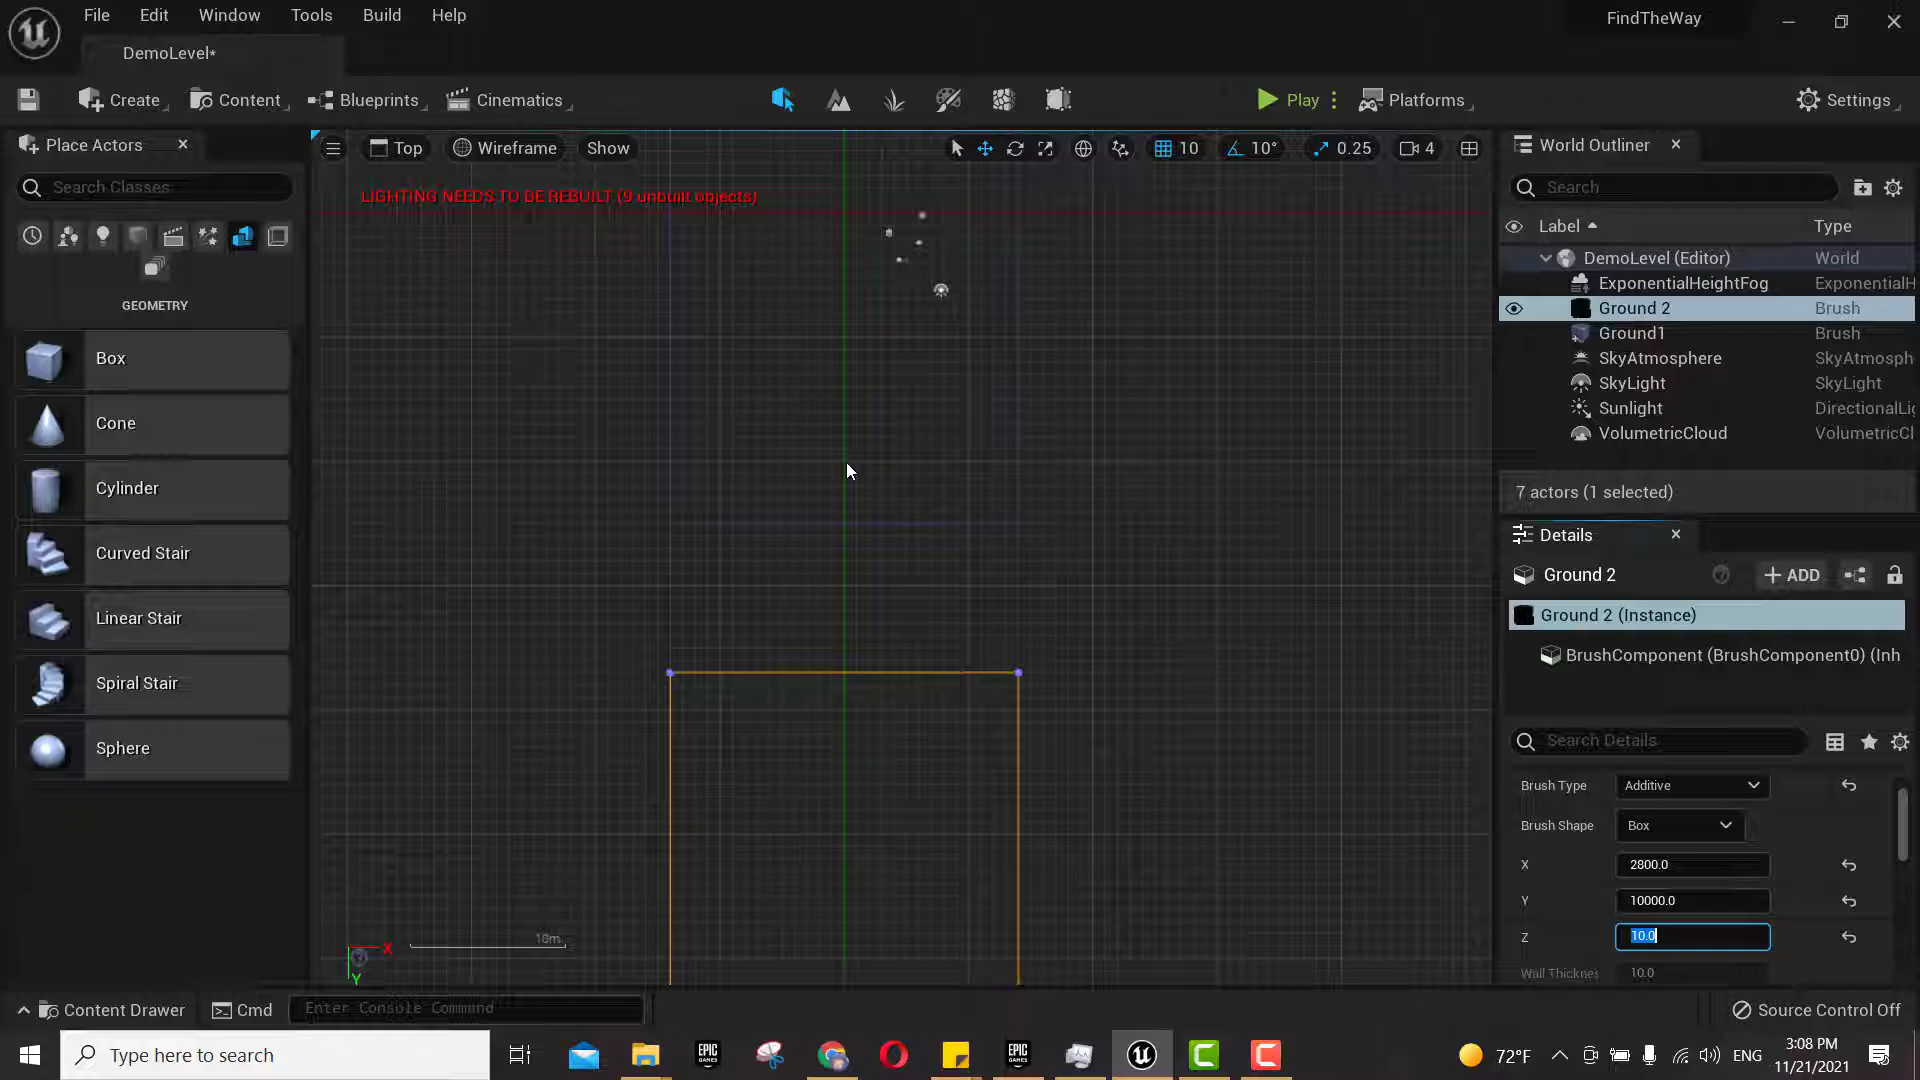 File Edit Window Tools Build Help
FindTheWay
DemoLevel*
Create Content Blueprints Cinematics Play Platforms Settings
Place Actors
Search Classes
GEOMETRY
Box
Cone
Cylinder
Curved Stair
Linear Stair
Spiral Stair
Sphere
Top Wireframe Show 10 10° 0.25 4
LIGHTING NEEDS TO BE REBUILT (9 unbuilt objects)
10m
X
Y
World Outliner
Search
Label Type
DemoLevel (Editor) World
ExponentialHeightFog ExponentialH
Ground 2 Brush
Ground1 Brush
SkyAtmosphere SkyAtmosph
SkyLight SkyLight
Sunlight DirectionalLig
VolumetricCloud VolumetricCl
7 actors (1 selected)
Details
Ground 2 ADD
Ground 2 (Instance)
BrushComponent (BrushComponent0) (Inh
Search Details
Brush Type Additive
Brush Shape Box
X 2800.0
Y 10000.0
Z 10.0
Wall Thicknes 10.0
Content Drawer Cmd Enter Console Command Source Control Off
Type here to search
EPIC GAMES
EPIC GAMES
72°F ENG
3:08 PM
11/21/2021